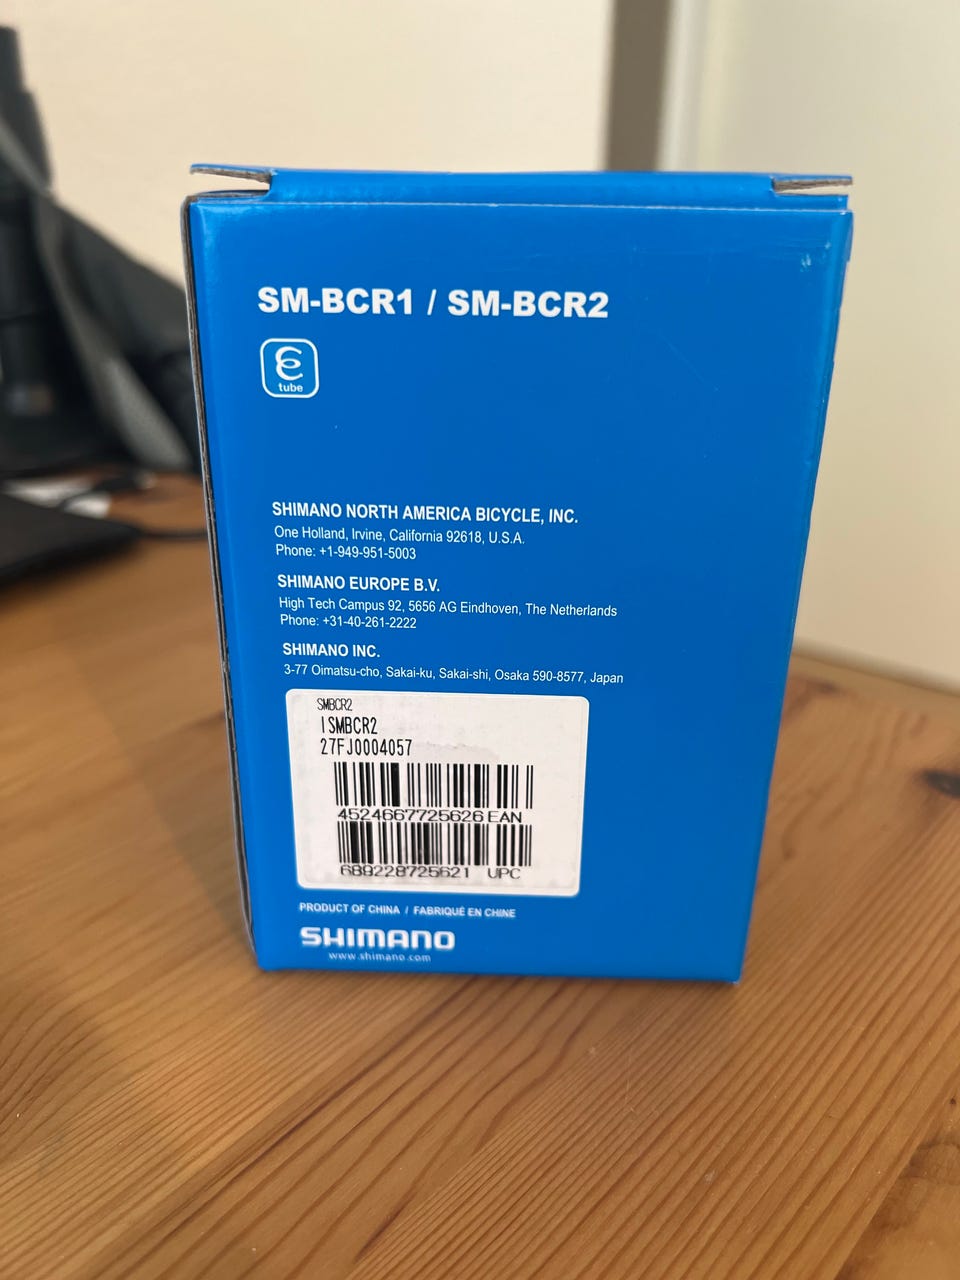 SM-BCR1 / SM-BCR2
E
tube
SHIMANO NORTH AMERICA BICYCLE, INC.
One Holland, Irvine, California 92618, U.S.A.
Phone: +1-949-951-5003
SHIMANO EUROPE B.V.
High Tech Campus 92, 5656 AG Eindhoven, The Netherlands
Phone: +31-40-261-2222
SHIMANO INC.
3-77 Oimatsu-cho, Sakai-ku, Sakai-shi, Osaka 590-8577, Japan
SMBCR2
ISMBCR2
27FJ0004057
4524667725626 EAN
689228725621 UPC
PRODUCT OF CHINA / FABRIQUÉ EN CHINE
SHIMANO
www.shimano.com